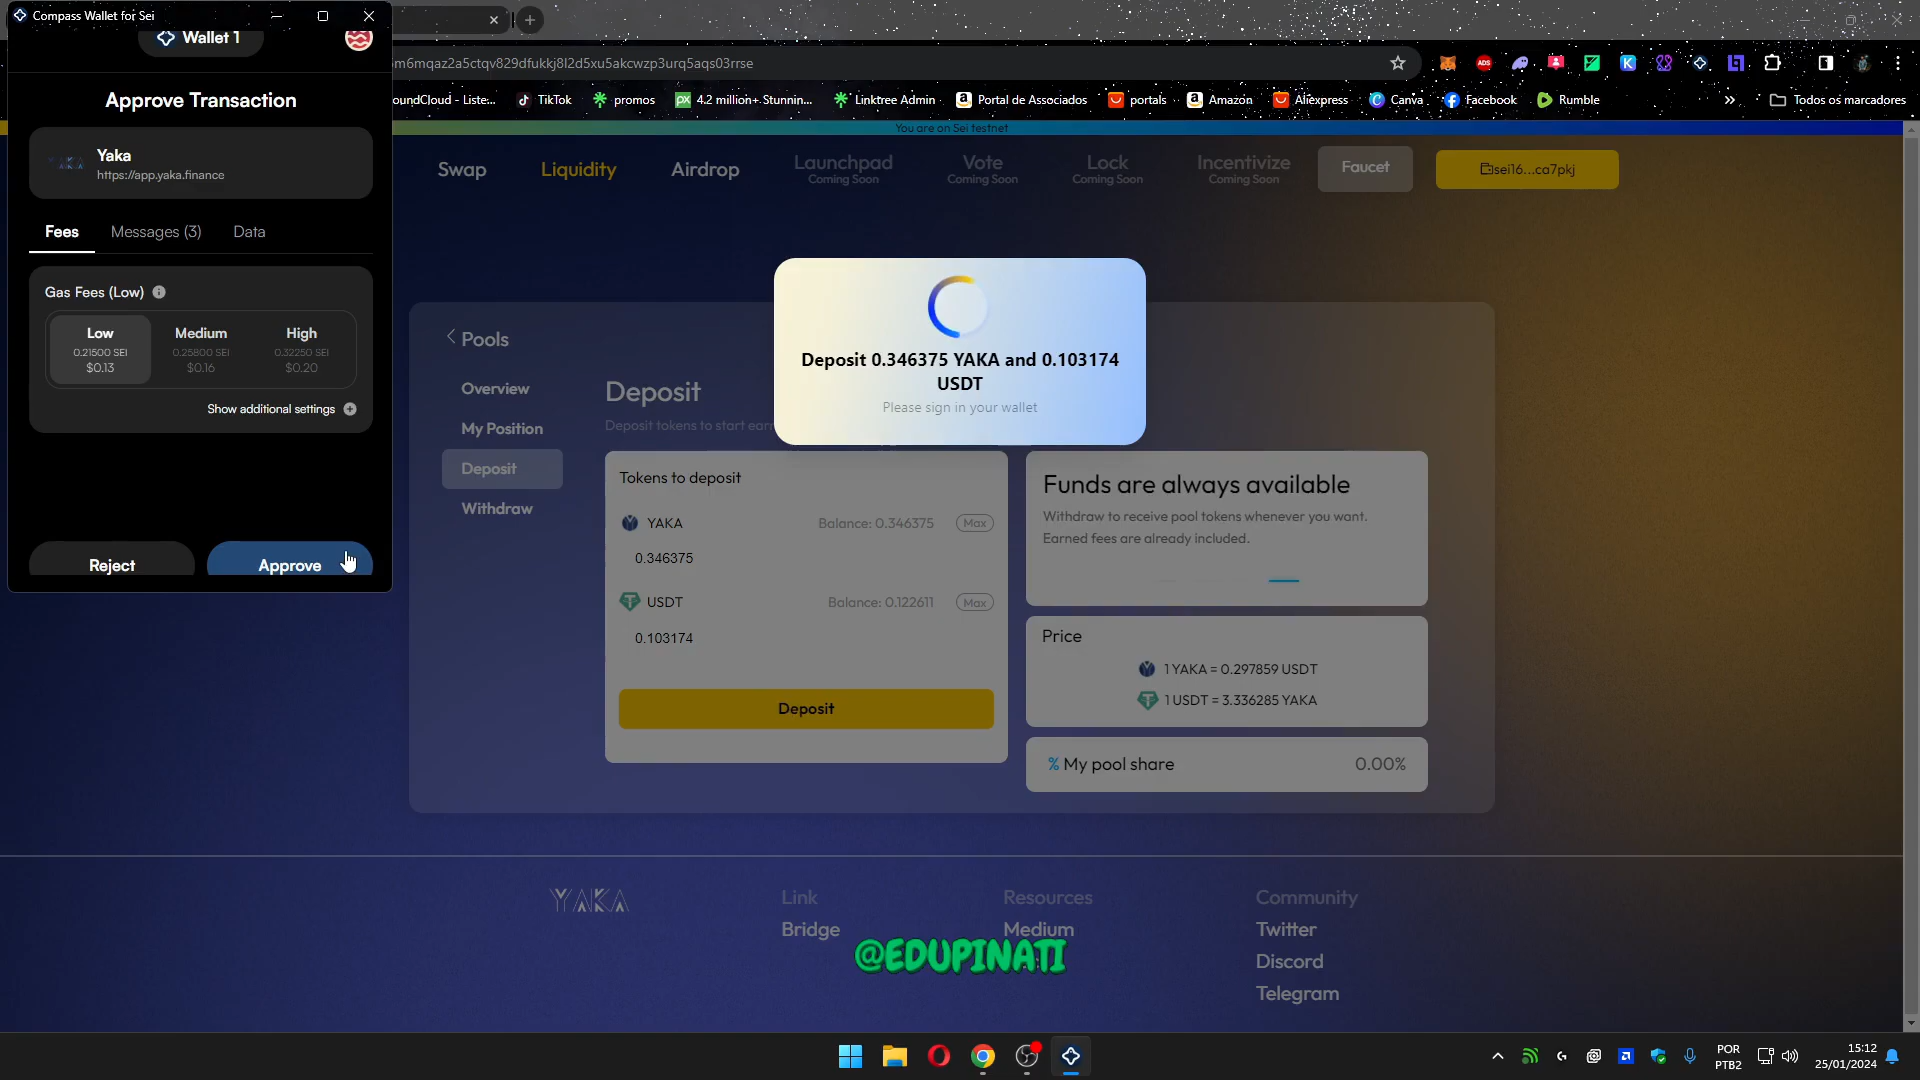 Compass Wallet for Sei
Wallet 1
Approve Transaction
Yaka
https://app.yaka.finance
Fees
Messages (3)
Data
Gas Fees (Low)
Low
Medium
High
0.21500 SEI
0.25800 SEI
0.32250 SEI
$0.13
$0.16
$0.20
Show additional settings
Reject
Approve
m6mqaz2a5ctqv829dfukkj8l2d5xu5akcwzp3urq5aqs03rrse
oundCloud - Liste...
TikTok
promos
4.2 million+ Stunnin...
Linktree Admin
Portal de Associados
portals
Amazon
Aliexpress
Canva
Facebook
Rumble
»
Todos os marcadores
You are on Sei testnet
Swap
Liquidity
Airdrop
Launchpad
Coming Soon
Vote
Coming Soon
Lock
Coming Soon
Incentivize
Coming Soon
Faucet
sei16...ca7pkj
Deposit 0.346375 YAKA and 0.103174
USDT
Please sign in your wallet
Pools
Overview
My Position
Deposit
Withdraw
Deposit
Deposit tokens to start
Tokens to deposit
YAKA
Balance: 0.346375
Max
0.346375
USDT
Balance: 0.122611
Max
0.103174
Deposit
Funds are always available
Withdraw to receive pool tokens whenever you want.
Earned fees are already included.
Price
1 YAKA = 0.297859 USDT
1 USDT = 3.336285 YAKA
% My pool share
0.00%
YAKA
Link
Bridge
Resources
Medium
Community
Twitter
Discord
Telegram
@EDUPINATI
POR
PTB2
15:12
25/01/2024